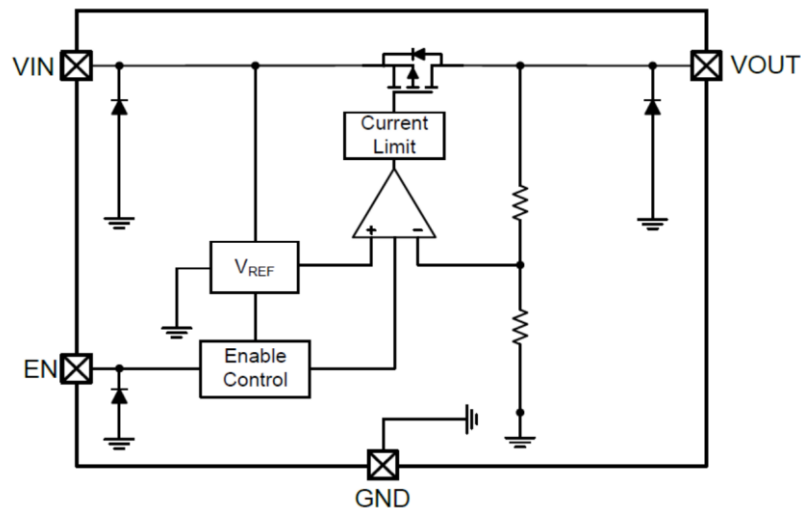 VIN
VOUT
Current
Limit
+ -
VREF
EN
Enable
Control
GND